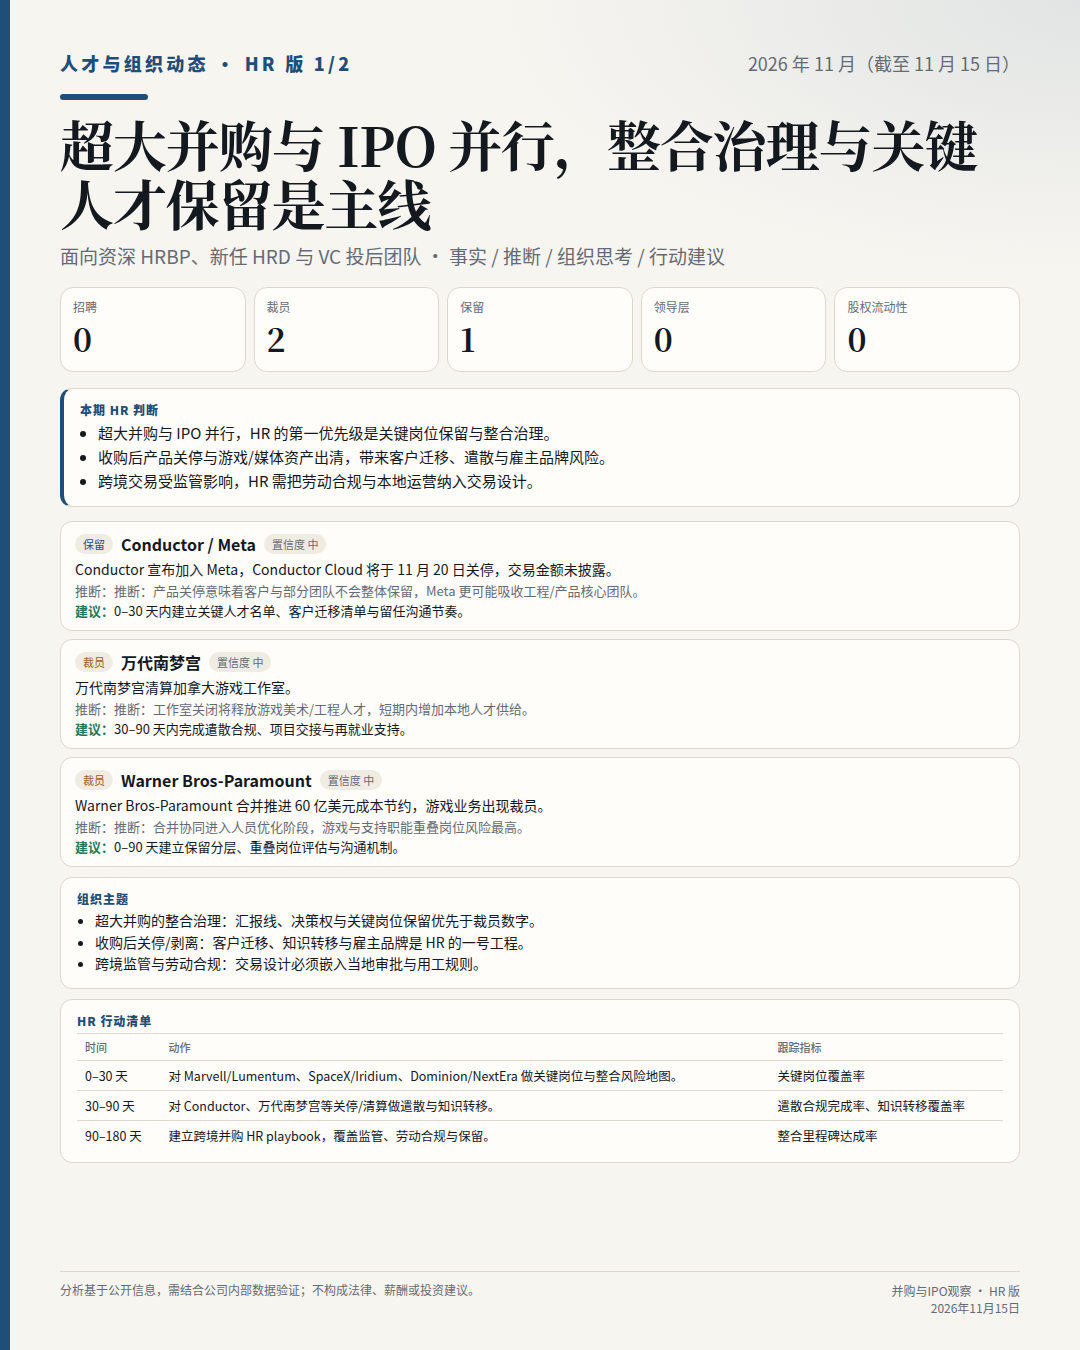 人才与组织动态 · HR 版 1/2
2026 年 11 月（截至 11 月 15 日）
超大并购与 IPO 并行，整合治理与关键
人才保留是主线
面向资深 HRBP、新任 HRD 与 VC 投后团队 · 事实 / 推断 / 组织思考 / 行动建议
招聘
0
裁员
2
保留
1
领导层
0
股权流动性
0
本期 HR 判断
• 超大并购与 IPO 并行，HR 的第一优先级是关键岗位保留与整合治理。
• 收购后产品关停与游戏/媒体资产出清，带来客户迁移、遣散与雇主品牌风险。
• 跨境交易受监管影响，HR 需把劳动合规与本地运营纳入交易设计。
保留 Conductor / Meta 置信度 中
Conductor 宣布加入 Meta，Conductor Cloud 将于 11 月 20 日关停，交易金额未披露。
推断：推断：产品关停意味着客户与部分团队不会整体保留，Meta 更可能吸收工程/产品核心团队。
建议：0–30 天内建立关键人才名单、客户迁移清单与留任沟通节奏。
裁员 万代南梦宫 置信度 中
万代南梦宫清算加拿大游戏工作室。
推断：推断：工作室关闭将释放游戏美术/工程人才，短期内增加本地人才供给。
建议：30–90 天内完成遣散合规、项目交接与再就业支持。
裁员 Warner Bros-Paramount 置信度 中
Warner Bros-Paramount 合并推进 60 亿美元成本节约，游戏业务出现裁员。
推断：推断：合并协同进入人员优化阶段，游戏与支持职能重叠岗位风险最高。
建议：0–90 天建立保留分层、重叠岗位评估与沟通机制。
组织主题
• 超大并购的整合治理：汇报线、决策权与关键岗位保留优先于裁员数字。
• 收购后关停/剥离：客户迁移、知识转移与雇主品牌是 HR 的一号工程。
• 跨境监管与劳动合规：交易设计必须嵌入当地审批与用工规则。
HR 行动清单
时间 动作 跟踪指标
0–30 天 对 Marvell/Lumentum、SpaceX/Iridium、Dominion/NextEra 做关键岗位与整合风险地图。 关键岗位覆盖率
30–90 天 对 Conductor、万代南梦宫等关停/清算做遣散与知识转移。 遣散合规完成率、知识转移覆盖率
90–180 天 建立跨境并购 HR playbook，覆盖监管、劳动合规与保留。 整合里程碑达成率
分析基于公开信息，需结合公司内部数据验证；不构成法律、薪酬或投资建议。
并购与IPO观察 · HR 版
2026年11月15日